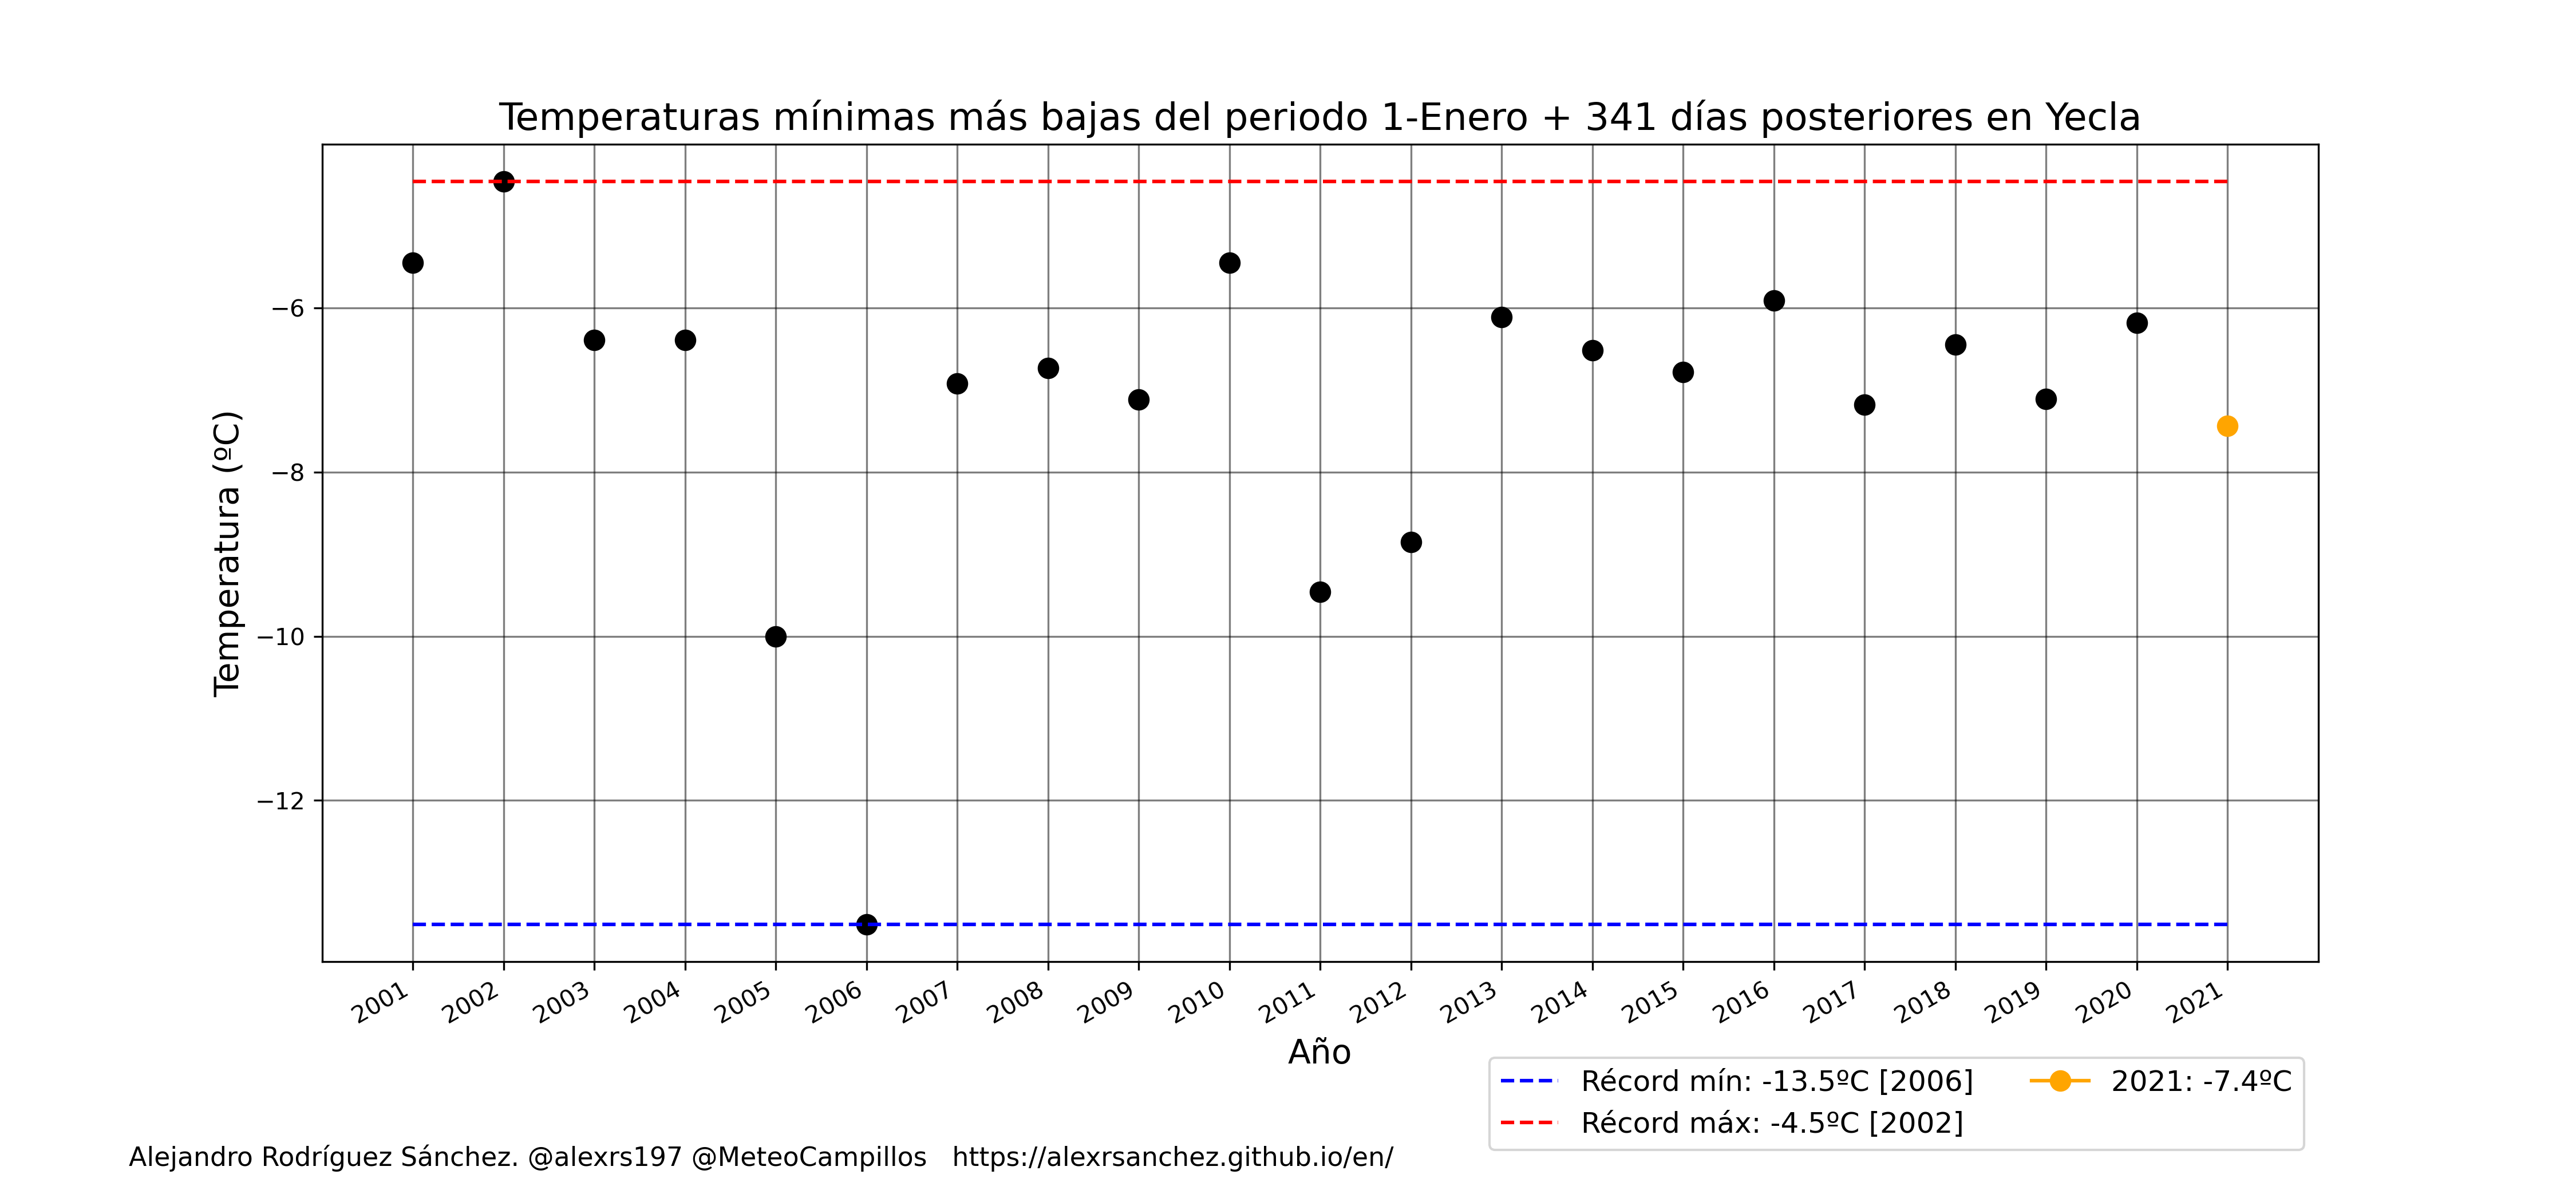 Temperaturas mínimas más bajas del periodo 1-Enero + 341 días posteriores en Yecla
Temperatura (ºC)
−6
−8
−10
−12
2001 2002 2003 2004 2005 2006 2007 2008 2009 2010 2011 2012 2013 2014 2015 2016 2017 2018 2019 2020 2021
Año
Récord mín: -13.5ºC [2006]
Récord máx: -4.5ºC [2002]
2021: -7.4ºC
Alejandro Rodríguez Sánchez. @alexrs197 @MeteoCampillos https://alexrsanchez.github.io/en/